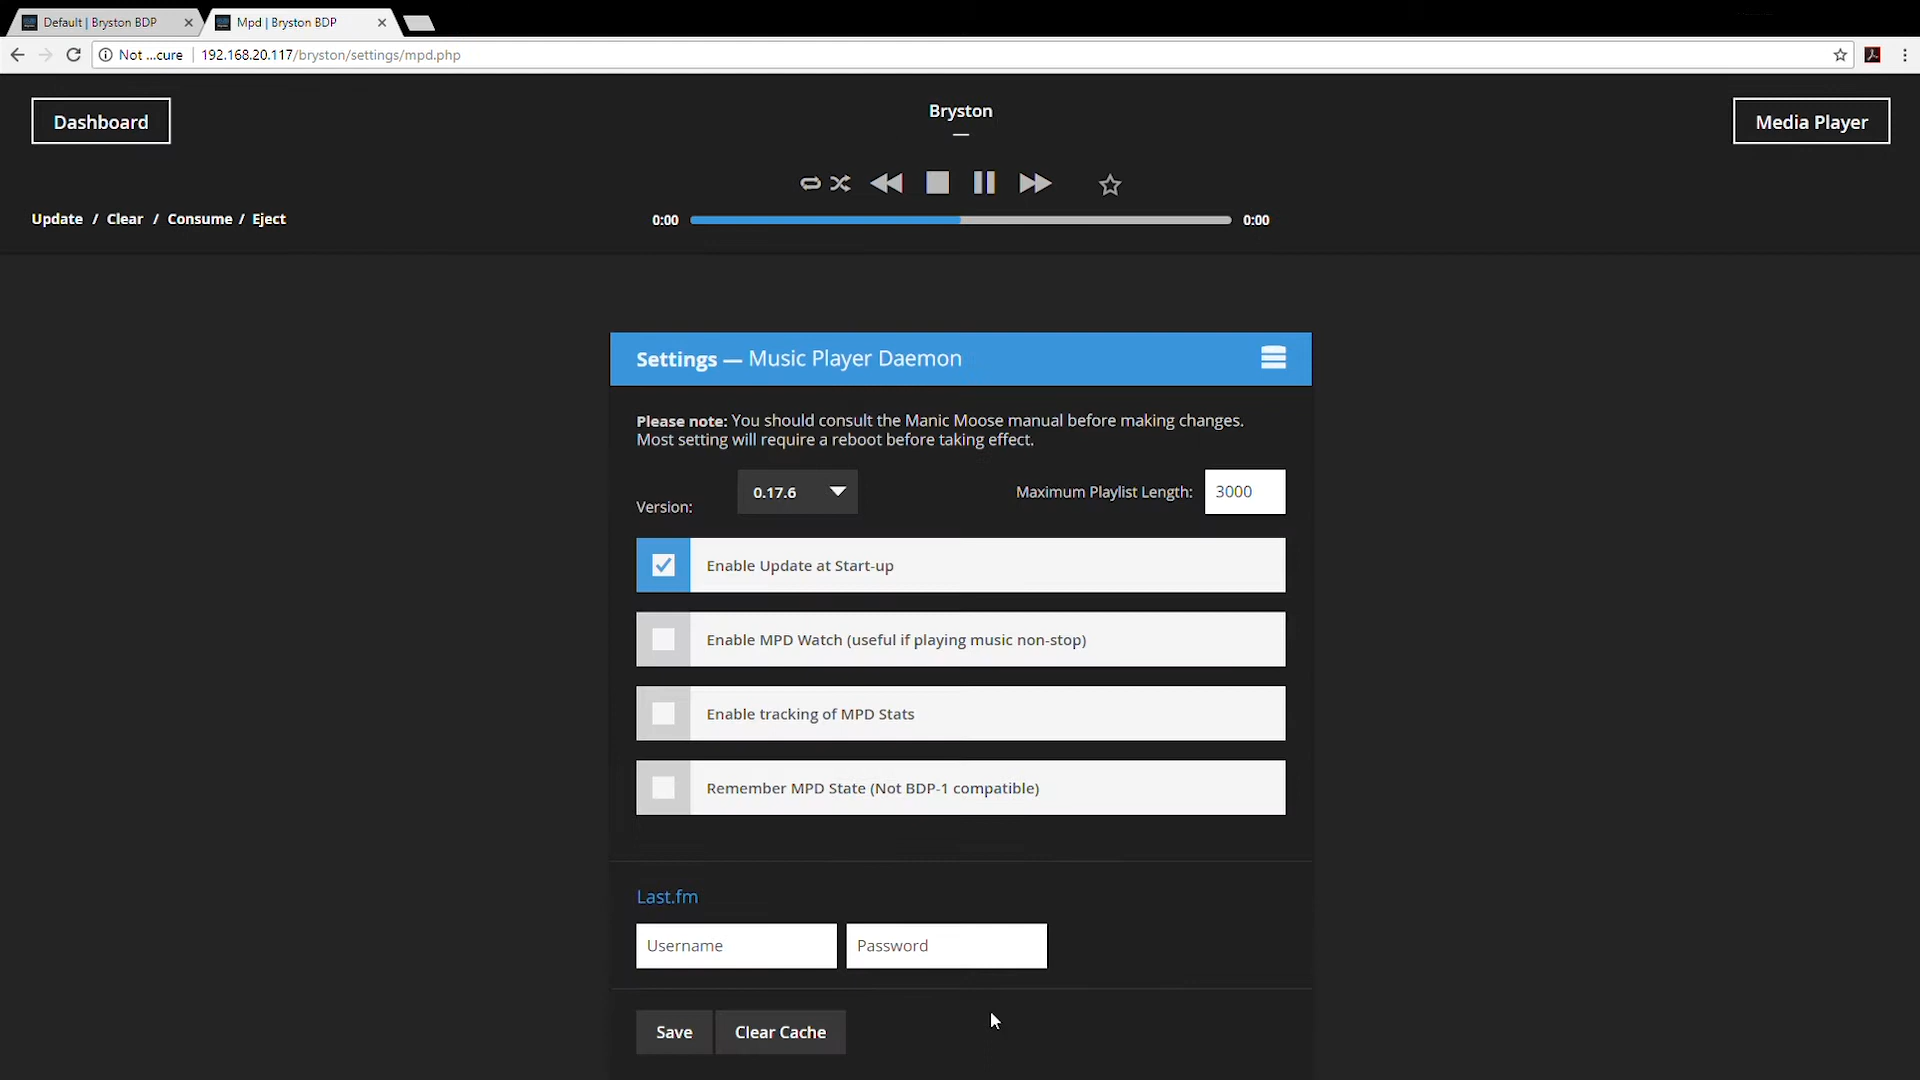 Default | Bryston BDP
Mpd | Bryston BDP
Not ...cure
192.168.20.117/bryston/settings/mpd.php
Dashboard
Bryston
—
Media Player
Update / Clear / Consume / Eject
0:00
0:00
Settings — Music Player Daemon
Please note: You should consult the Manic Moose manual before making changes.
Most setting will require a reboot before taking effect.
Version:
0.17.6
Maximum Playlist Length:
3000
Enable Update at Start-up
Enable MPD Watch (useful if playing music non-stop)
Enable tracking of MPD Stats
Remember MPD State (Not BDP-1 compatible)
Last.fm
Username
Password
Save
Clear Cache